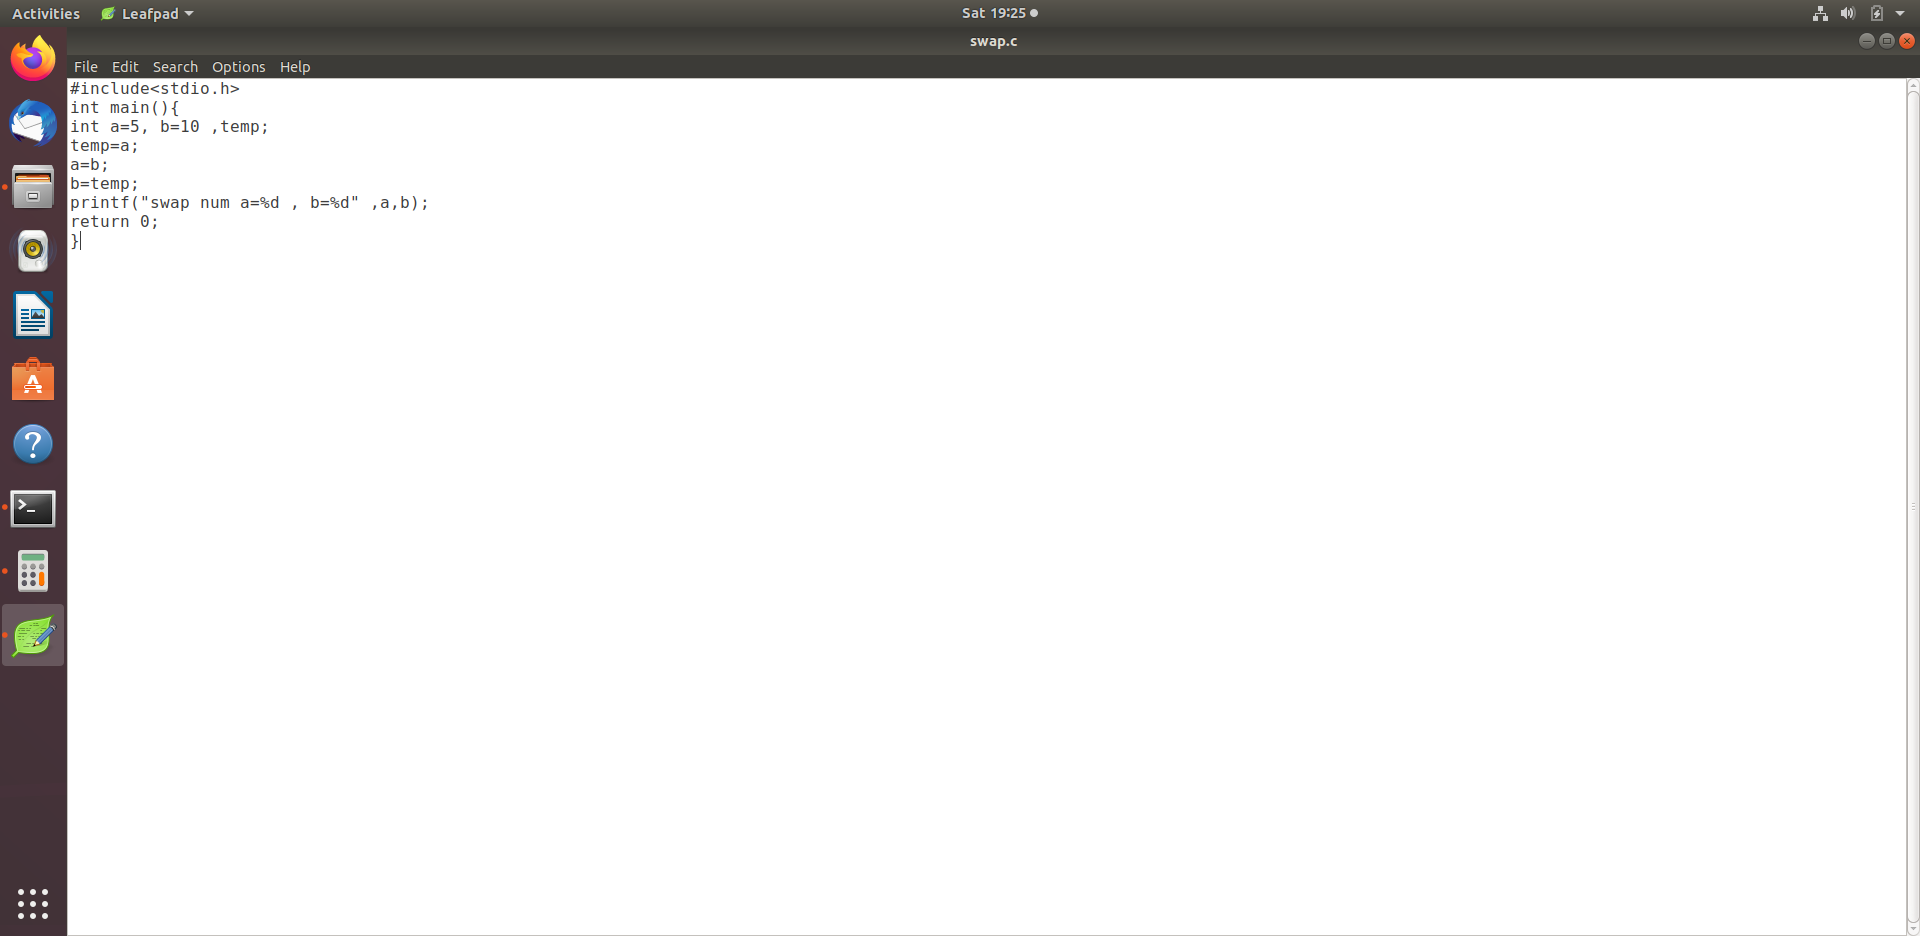 Activities Leafpad Sat 19:25
swap.c
File Edit Search Options Help
#include<stdio.h>
int main(){
int a=5, b=10 ,temp;
temp=a;
a=b;
b=temp;
printf("swap num a=%d , b=%d" ,a,b);
return 0;
}